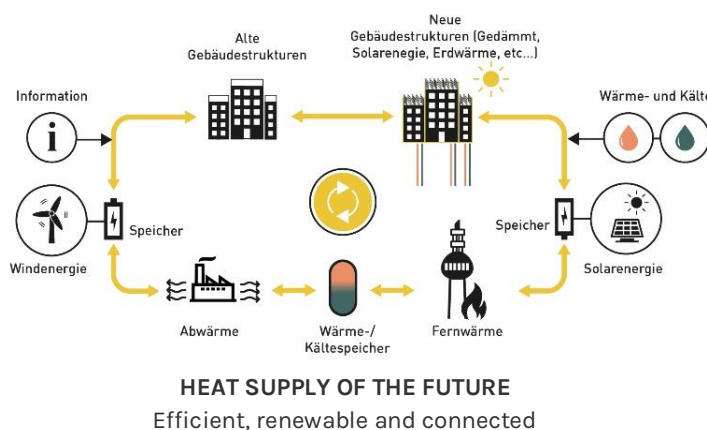 Alte
Gebäudestrukturen
Neue
Gebäudestrukturen (Gedämmt,
Solarenegie, Erdwärme, etc...)
Information
i
Wärme- und Kälte
Speicher
Windenergie
Speicher
Solarenergie
Abwärme
Wärme-/
Kältespeicher
Fernwärme
HEAT SUPPLY OF THE FUTURE
Efficient, renewable and connected